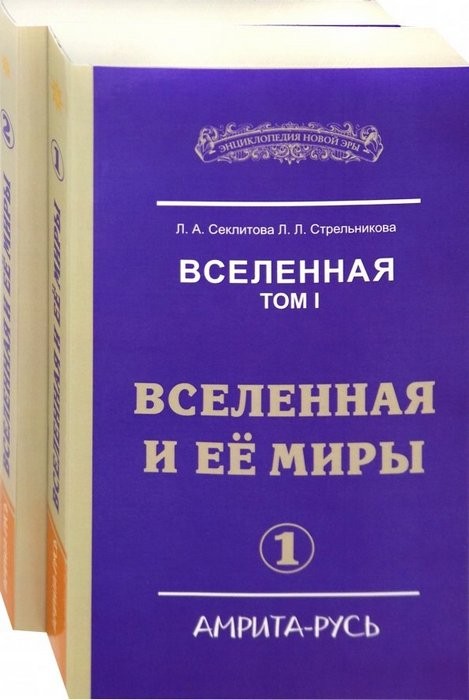 ЭНЦИКЛОПЕДИЯ НОВОЙ ЭРЫ
Л. А. Секлитова Л. Л. Стрельникова
ВСЕЛЕННАЯ
ТОМ I
ВСЕЛЕННАЯ
И ЕЁ МИРЫ
1
АМРИТА-РУСЬ
1
ВСЕЛЕННАЯ И ЕЁ МИРЫ
2
ВСЕЛЕННАЯ И ЕЁ МИРЫ